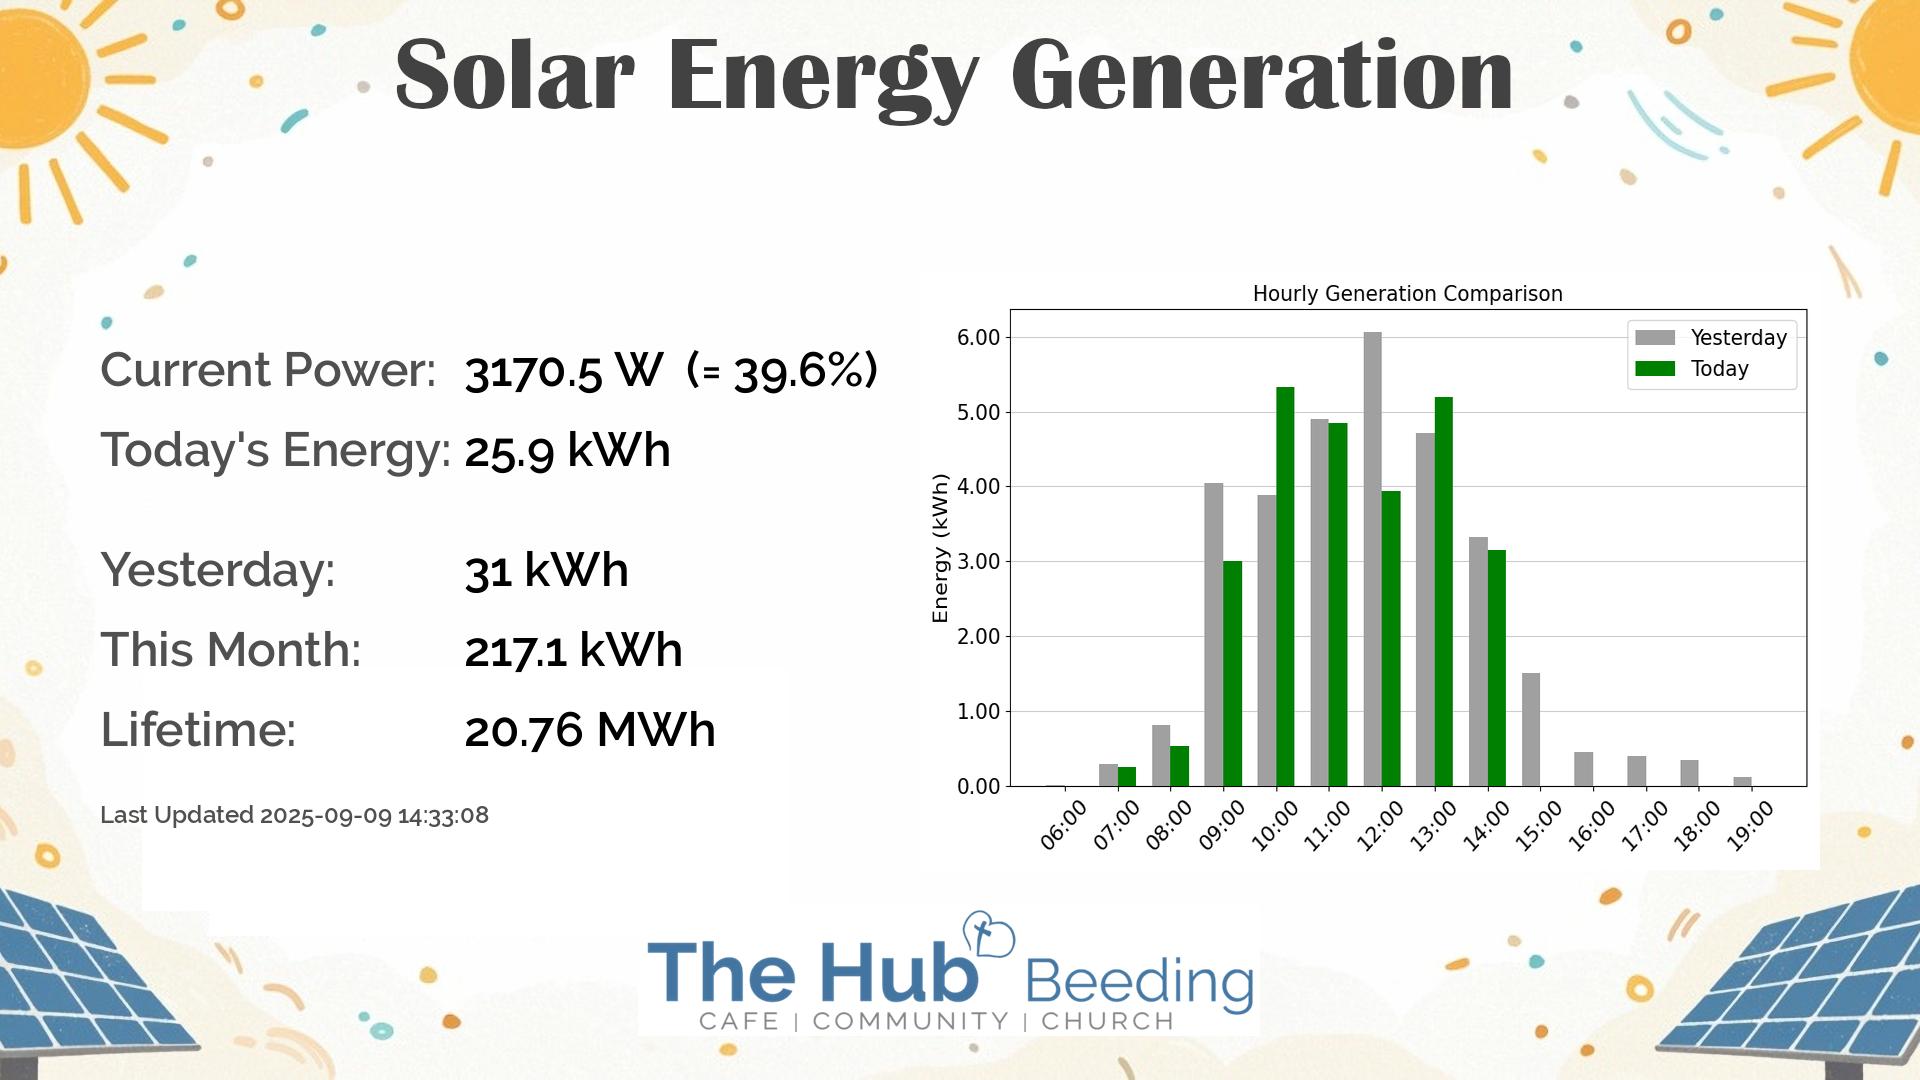 Solar Energy Generation
Current Power: 3170.5 W (= 39.6%)
Today's Energy: 25.9 kWh
Yesterday: 31 kWh
This Month: 217.1 kWh
Lifetime: 20.76 MWh
Last Updated 2025-09-09 14:33:08
Hourly Generation Comparison
Yesterday
Today
Energy (kWh)
6.00
5.00
4.00
3.00
2.00
1.00
0.00
06:00 07:00 08:00 09:00 10:00 11:00 12:00 13:00 14:00 15:00 16:00 17:00 18:00 19:00
The Hub Beeding
CAFE | COMMUNITY | CHURCH